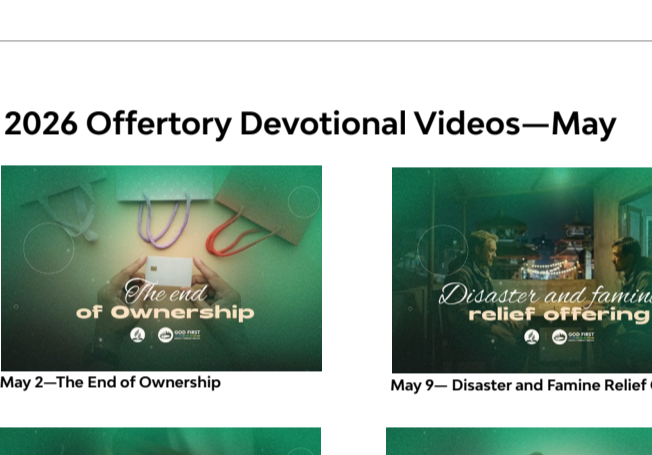 2026 Offertory Devotional Videos—May
The end
of Ownership
GOD FIRST
May 2—The End of Ownership
Disaster and famin
relief offering
GOD FIRST
May 9— Disaster and Famine Relief